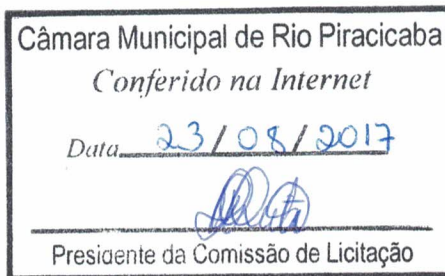 Câmara Municipal de Rio Piracicaba
Conferido na Internet
Data 23/08/2017
Presidente da Comissão de Licitação